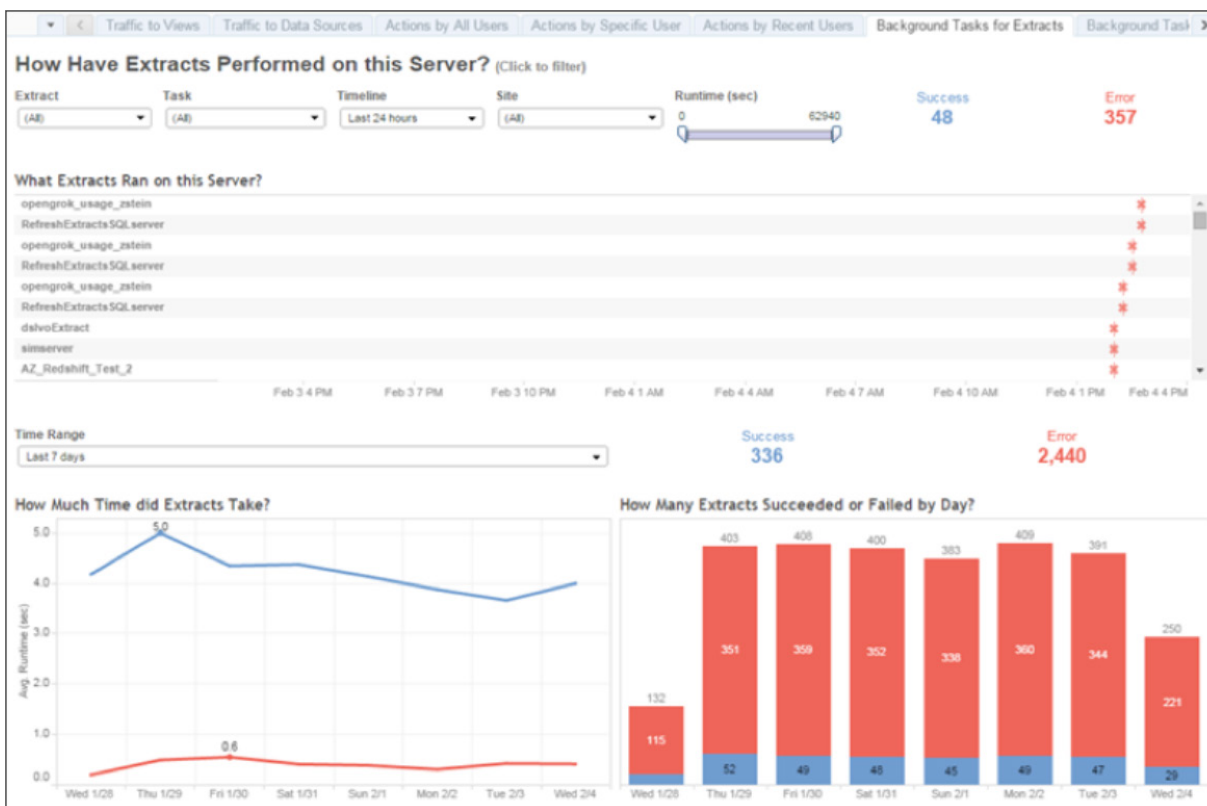 Traffic to Views Traffic to Data Sources Actions by All Users Actions by Specific User Actions by Recent Users Background Tasks for Extracts Background Task
How Have Extracts Performed on this Server? (Click to filter)
Extract Task Timeline Site Runtime (sec) Success Error
(All) (All) Last 24 hours (All) 0 62940 48 357
What Extracts Ran on this Server?
opengrok_usage_zstein
RefreshExtractsSQLserver
opengrok_usage_zstein
RefreshExtractsSQLserver
opengrok_usage_zstein
RefreshExtractsSQLserver
dslvoExtract
simserver
AZ_Redshift_Test_2
Feb 3 4 PM Feb 3 7 PM Feb 3 10 PM Feb 4 1 AM Feb 4 4 AM Feb 4 7 AM Feb 4 10 AM Feb 4 1 PM Feb 4 4 PM
Time Range Success Error
Last 7 days 336 2,440
How Much Time did Extracts Take?
5.0
4.0
3.0
2.0
1.0
0.0
Avg. Runtime (sec)
5.0
0.6
Wed 1/28 Thu 1/29 Fri 1/30 Sat 1/31 Sun 2/1 Mon 2/2 Tue 2/3 Wed 2/4
How Many Extracts Succeeded or Failed by Day?
132 403 408 400 383 409 391 250
115 351 359 352 338 360 344 221
52 49 48 45 49 47 29
Wed 1/28 Thu 1/29 Fri 1/30 Sat 1/31 Sun 2/1 Mon 2/2 Tue 2/3 Wed 2/4